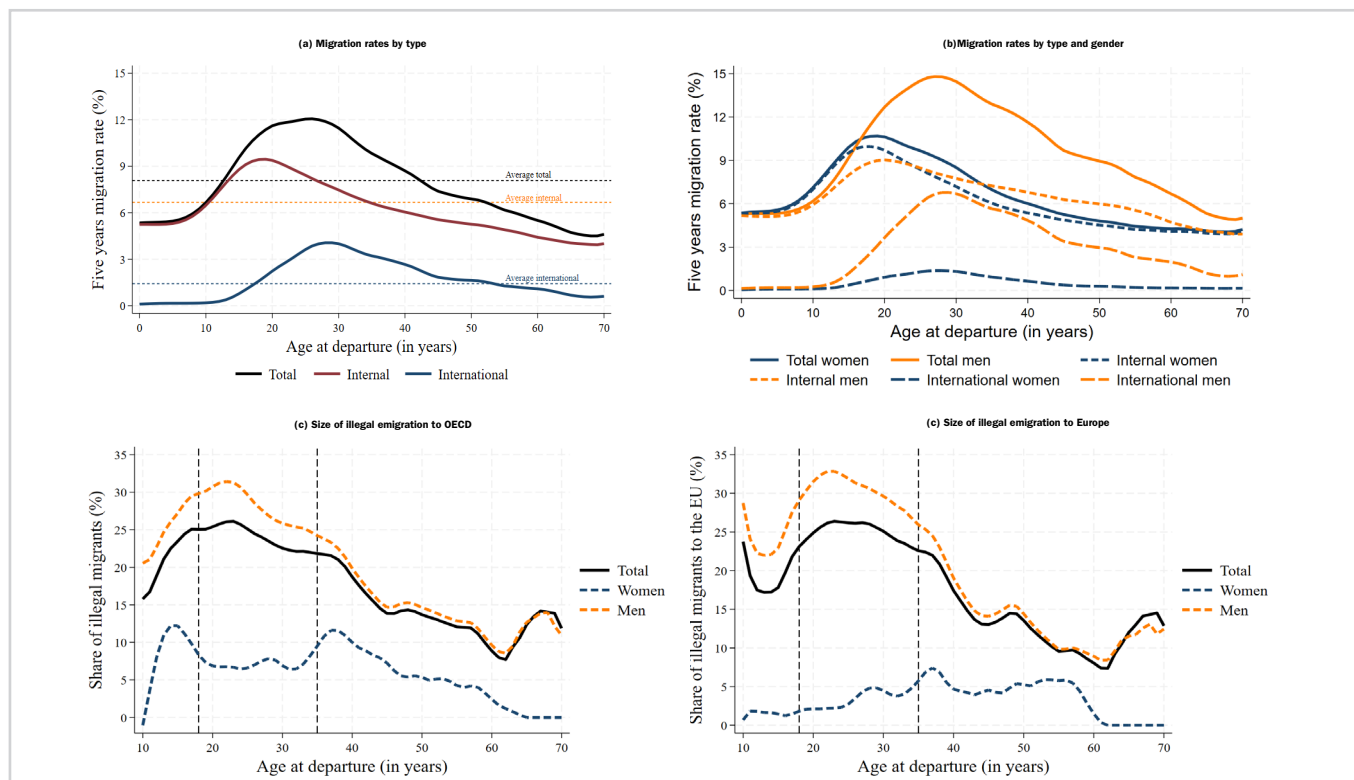 (a) Migration rates by type
Five years migration rate (%)
15
12
9
6
3
0
Average total
Average internal
Average international
0 10 20 30 40 50 60 70
Age at departure (in years)
Total Internal International
(b)Migration rates by type and gender
Five years migration rate (%)
15
12
9
6
3
0
0 10 20 30 40 50 60 70
Age at departure (in years)
Total women Total men Internal women
Internal men International women International men
(c) Size of illegal emigration to OECD
Share of illegal migrants (%)
35
30
25
20
15
10
5
0
10 20 30 40 50 60 70
Age at departure (in years)
Total
Women
Men
(c) Size of illegal emigration to Europe
Share of illegal migrants to the EU (%)
35
30
25
20
15
10
5
0
10 20 30 40 50 60 70
Age at departure (in years)
Total
Women
Men